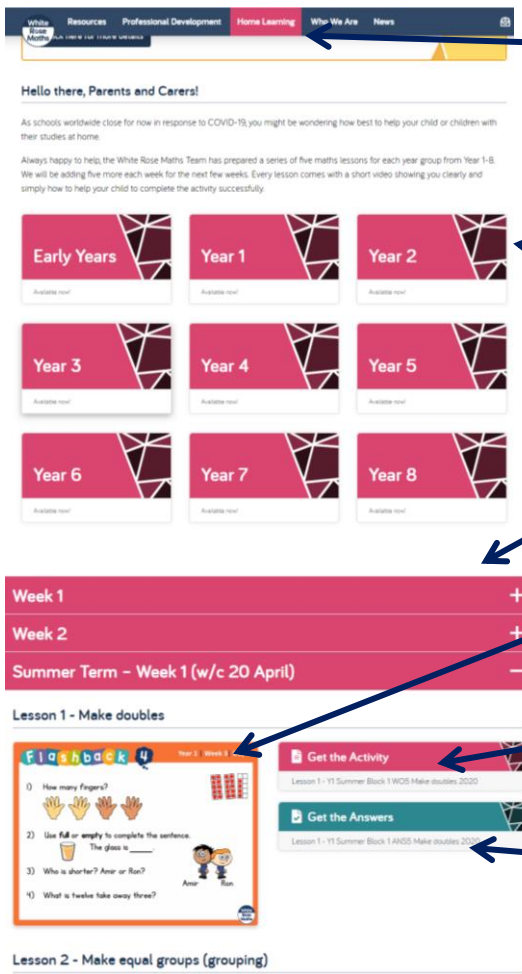 White Rose Maths
Resources Professional Development Home Learning Who We Are News
lick here for more details
Hello there, Parents and Carers!
As schools worldwide close for now in response to COVID-19, you might be wondering how best to help your child or children with
their studies at home.
Always happy to help, the White Rose Maths Team has prepared a series of five maths lessons for each year group from Year 1-8.
We will be adding five more each week for the next few weeks. Every lesson comes with a short video showing you clearly and
simply how to help your child to complete the activity successfully.
Early Years Year 1 Year 2
Available now! Available now! Available now!
Year 3 Year 4 Year 5
Available now! Available now! Available now!
Year 6 Year 7 Year 8
Available now! Available now! Available now!
Week 1 +
Week 2 +
Summer Term – Week 1 (w/c 20 April) –
Lesson 1 - Make doubles
Flashback 4 Year 1 Week
1) How many fingers?
2) Use full or empty to complete the sentence.
The glass is _____.
3) Who is shorter? Amir or Ron?
Amir Ron
4) What is twelve take away three?
Get the Activity
Lesson 1 - Y1 Summer Block 1 WO5 Make doubles 2020
Get the Answers
Lesson 1 - Y1 Summer Block 1 ANS5 Make doubles 2020
Lesson 2 - Make equal groups (grouping)